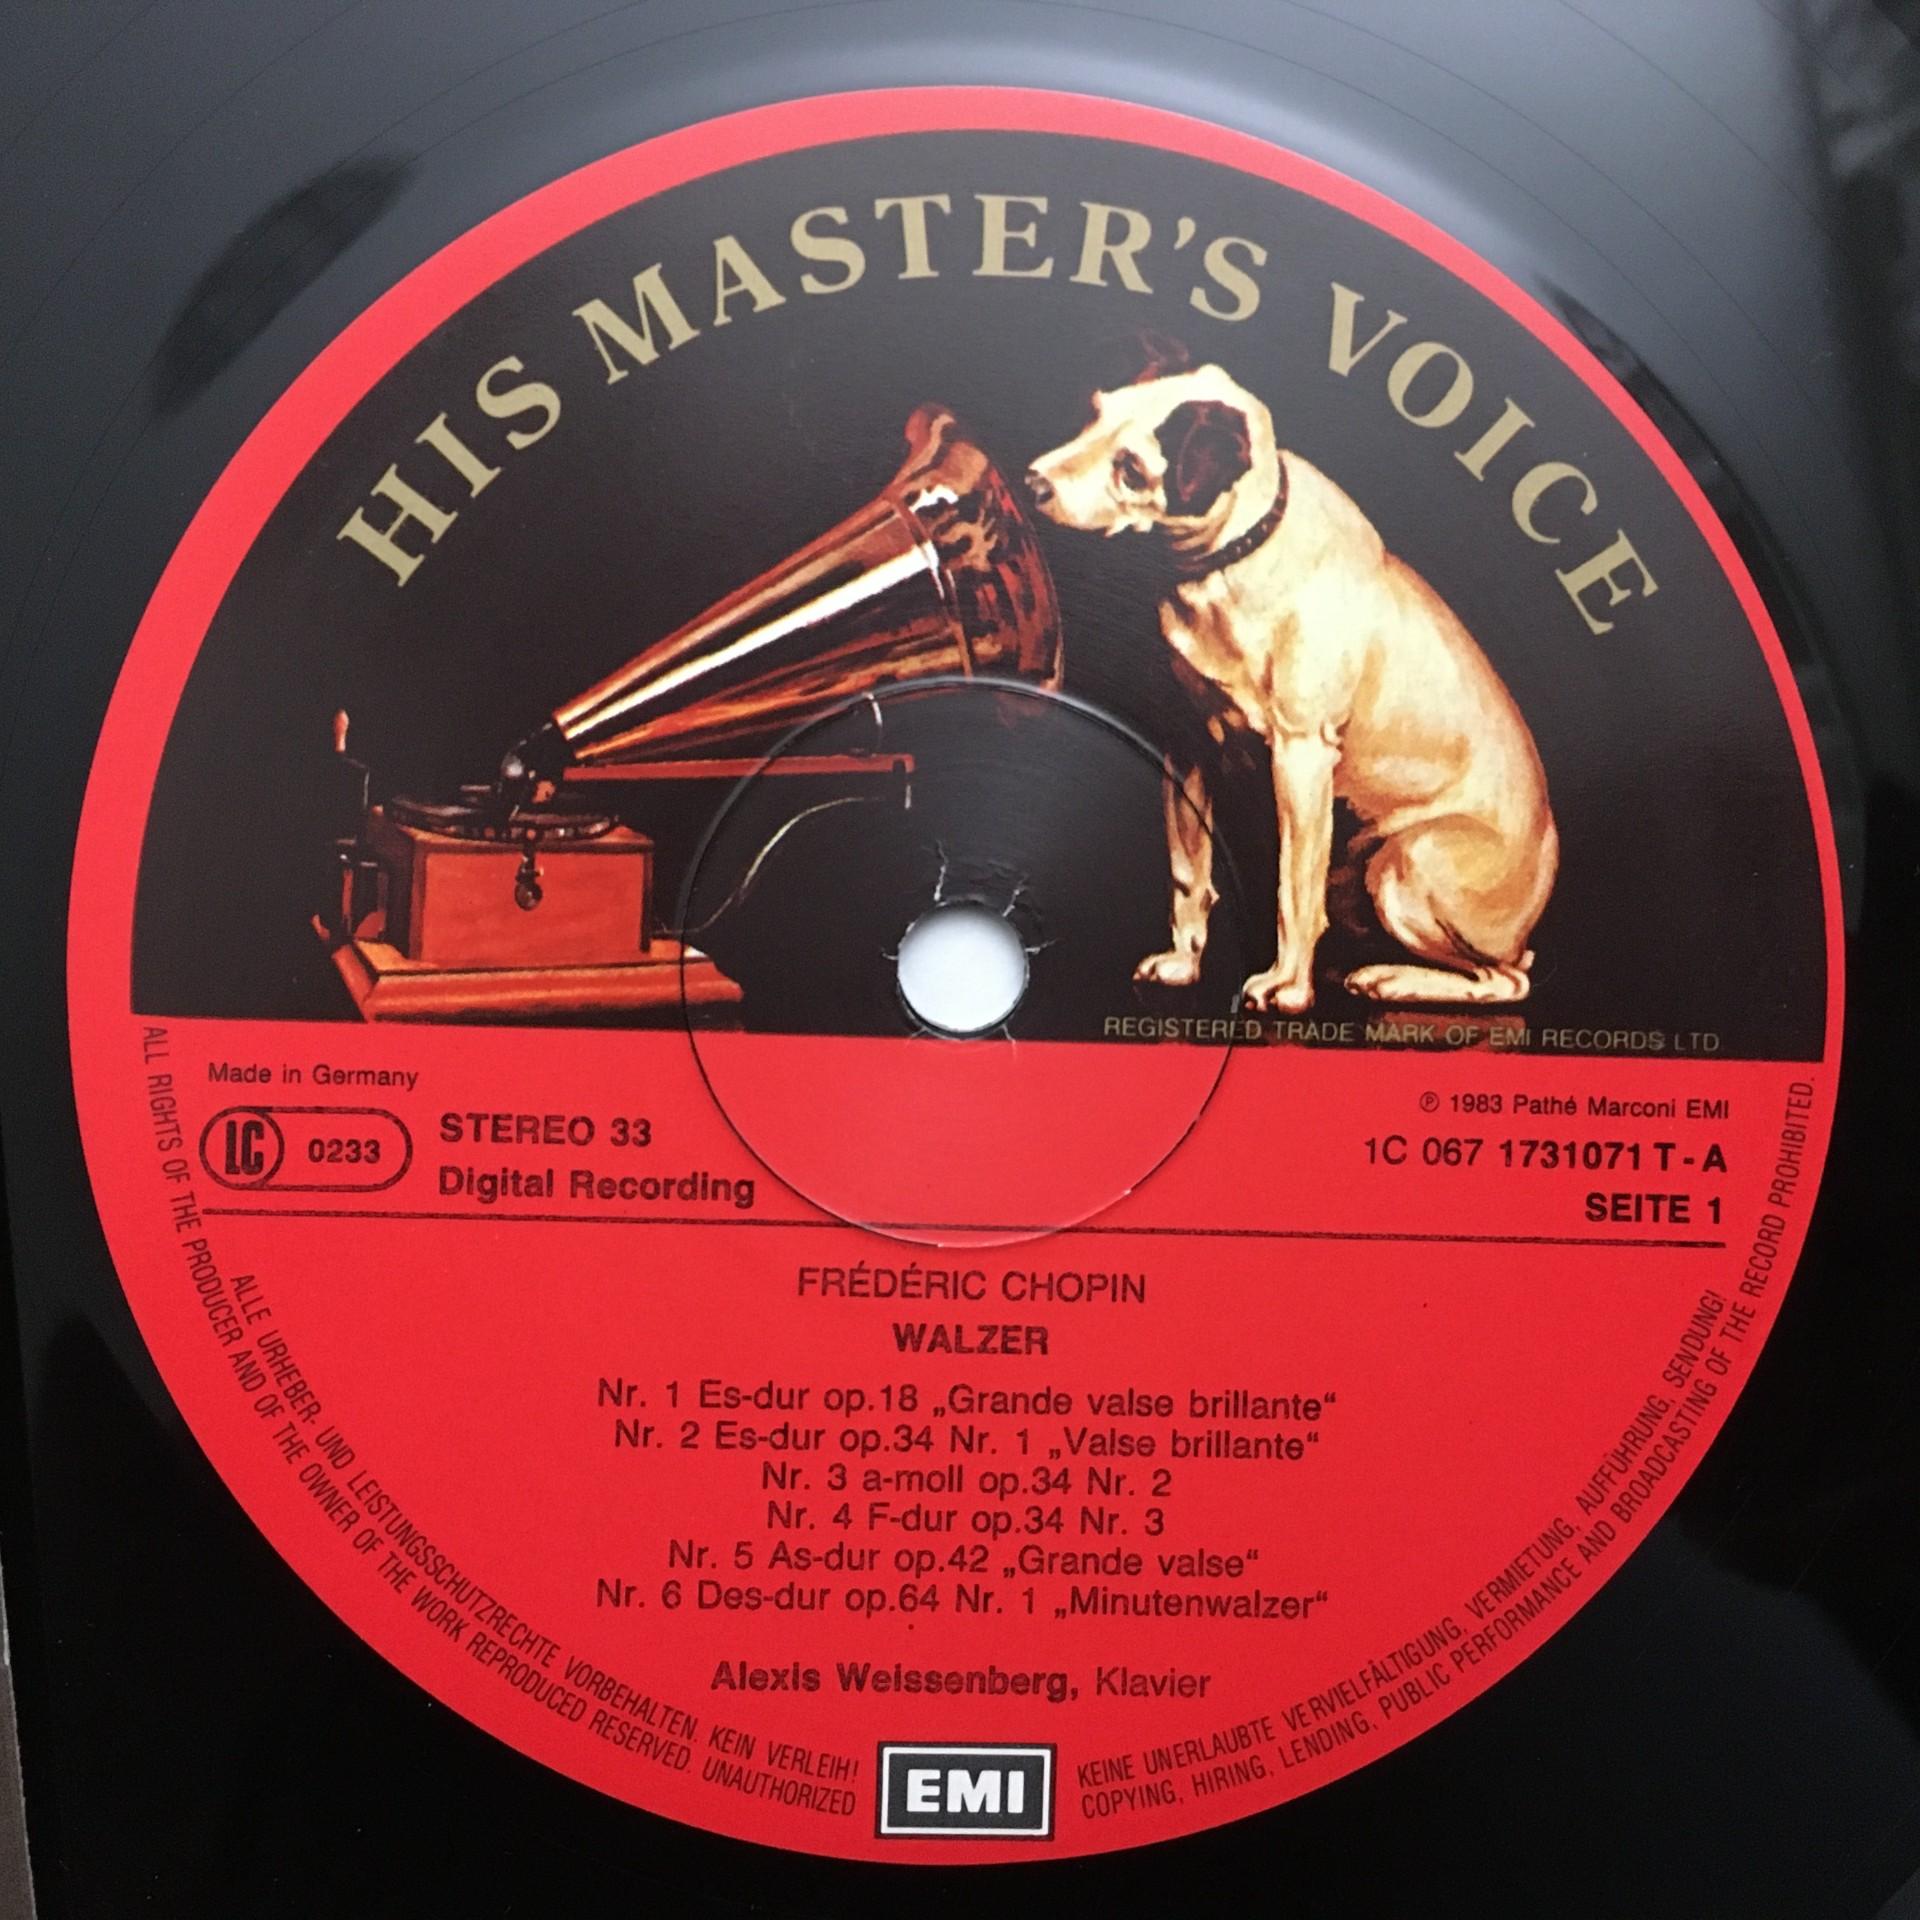 HIS MASTER'S VOICE
REGISTERED TRADE MARK OF EMI RECORDS LTD
Made in Germany
℗ 1983 Pathé Marconi EMI
LC 0233
STEREO 33
1C 067 1731071 T-A
Digital Recording
SEITE 1
FRÉDÉRIC CHOPIN
WALZER
Nr. 1 Es-dur op.18 „Grande valse brillante“
Nr. 2 Es-dur op.34 Nr. 1 „Valse brillante“
Nr. 3 a-moll op.34 Nr. 2
Nr. 4 F-dur op.34 Nr. 3
Nr. 5 As-dur op.42 „Grande valse“
Nr. 6 Des-dur op.64 Nr. 1 „Minutenwalzer“
Alexis Weissenberg, Klavier
EMI
ALLE URHEBER- UND LEISTUNGSSCHUTZRECHTE VORBEHALTEN. KEIN VERLEIH! KEINE UNERLAUBTE VERVIELFÄLTIGUNG, VERMIETUNG, AUFFÜHRUNG, SENDUNG!
ALL RIGHTS OF THE PRODUCER AND OF THE OWNER OF THE WORK REPRODUCED RESERVED. UNAUTHORIZED COPYING, HIRING, LENDING, PUBLIC PERFORMANCE AND BROADCASTING OF THE RECORD PROHIBITED.